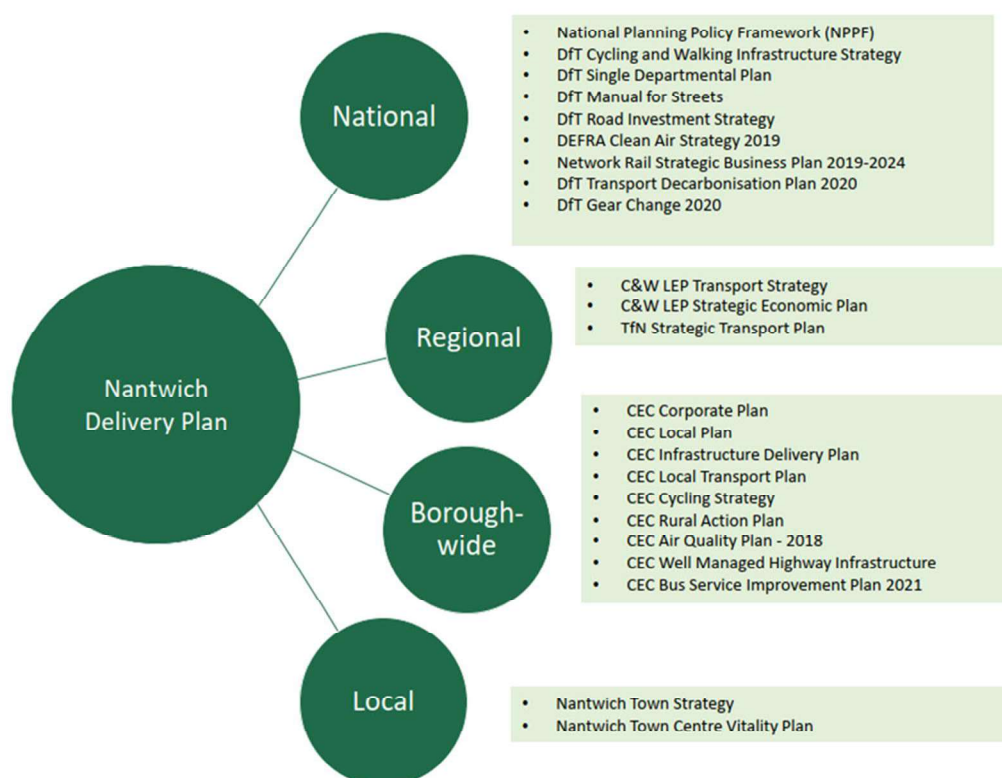 National
• National Planning Policy Framework (NPPF)
• DfT Cycling and Walking Infrastructure Strategy
• DfT Single Departmental Plan
• DfT Manual for Streets
• DfT Road Investment Strategy
• DEFRA Clean Air Strategy 2019
• Network Rail Strategic Business Plan 2019-2024
• DfT Transport Decarbonisation Plan 2020
• DfT Gear Change 2020
Regional
• C&W LEP Transport Strategy
• C&W LEP Strategic Economic Plan
• TfN Strategic Transport Plan
Nantwich
Delivery Plan
Borough-
wide
• CEC Corporate Plan
• CEC Local Plan
• CEC Infrastructure Delivery Plan
• CEC Local Transport Plan
• CEC Cycling Strategy
• CEC Rural Action Plan
• CEC Air Quality Plan - 2018
• CEC Well Managed Highway Infrastructure
• CEC Bus Service Improvement Plan 2021
Local
• Nantwich Town Strategy
• Nantwich Town Centre Vitality Plan